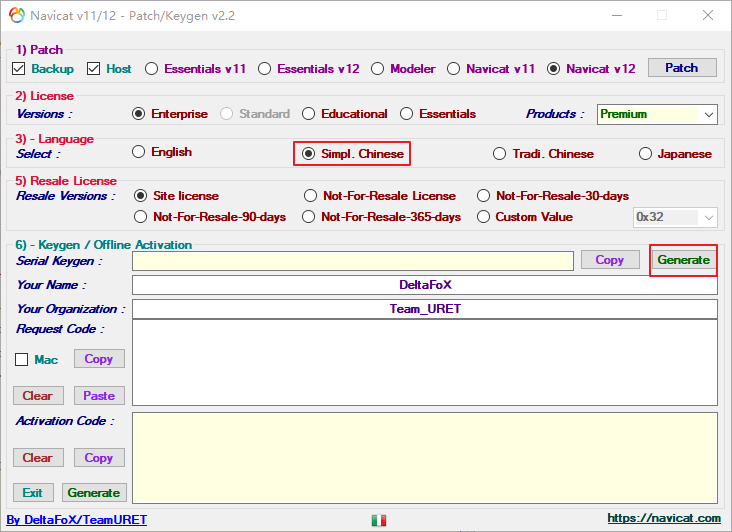 Navicat v11/12 - Patch/Keygen v2.2
1) Patch
Backup Host Essentials v11 Essentials v12 Modeler Navicat v11 Navicat v12 Patch
2) License
Versions : Enterprise Standard Educational Essentials Products : Premium
3) - Language
Select : English Simpl. Chinese Tradi. Chinese Japanese
5) Resale License
Resale Versions : Site license Not-For-Resale License Not-For-Resale-30-days
Not-For-Resale-90-days Not-For-Resale-365-days Custom Value 0x32
6) - Keygen / Offline Activation
Serial Keygen : Copy Generate
Your Name : DeltaFoX
Your Organization : Team_URET
Request Code :
Mac Copy
Clear Paste
Activation Code :
Clear Copy
Exit Generate
By DeltaFoX/TeamURET https://navicat.com